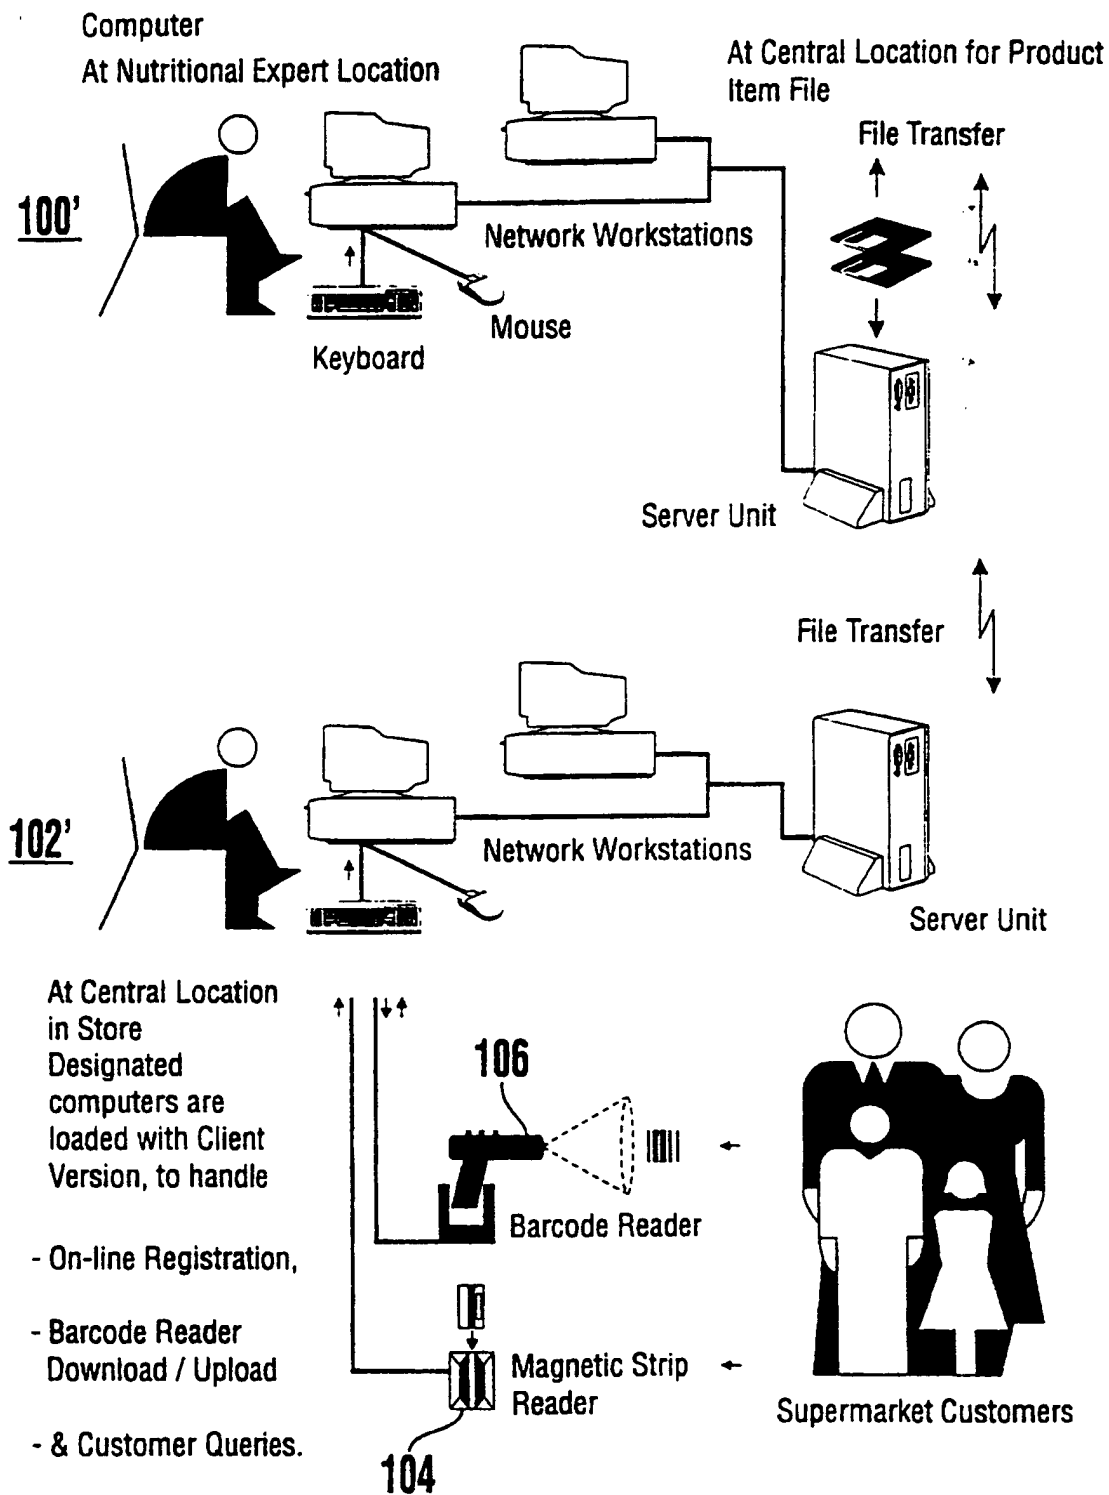 Computer
At Nutritional Expert Location
At Central Location for Product
Item File
File Transfer
100'
Network Workstations
Mouse
Keyboard
Server Unit
File Transfer
102'
Network Workstations
Server Unit
At Central Location
in Store
Designated
computers are
loaded with Client
Version, to handle
- On-line Registration,
- Barcode Reader
Download / Upload
- & Customer Queries.
106
Barcode Reader
Magnetic Strip
Reader
104
Supermarket Customers